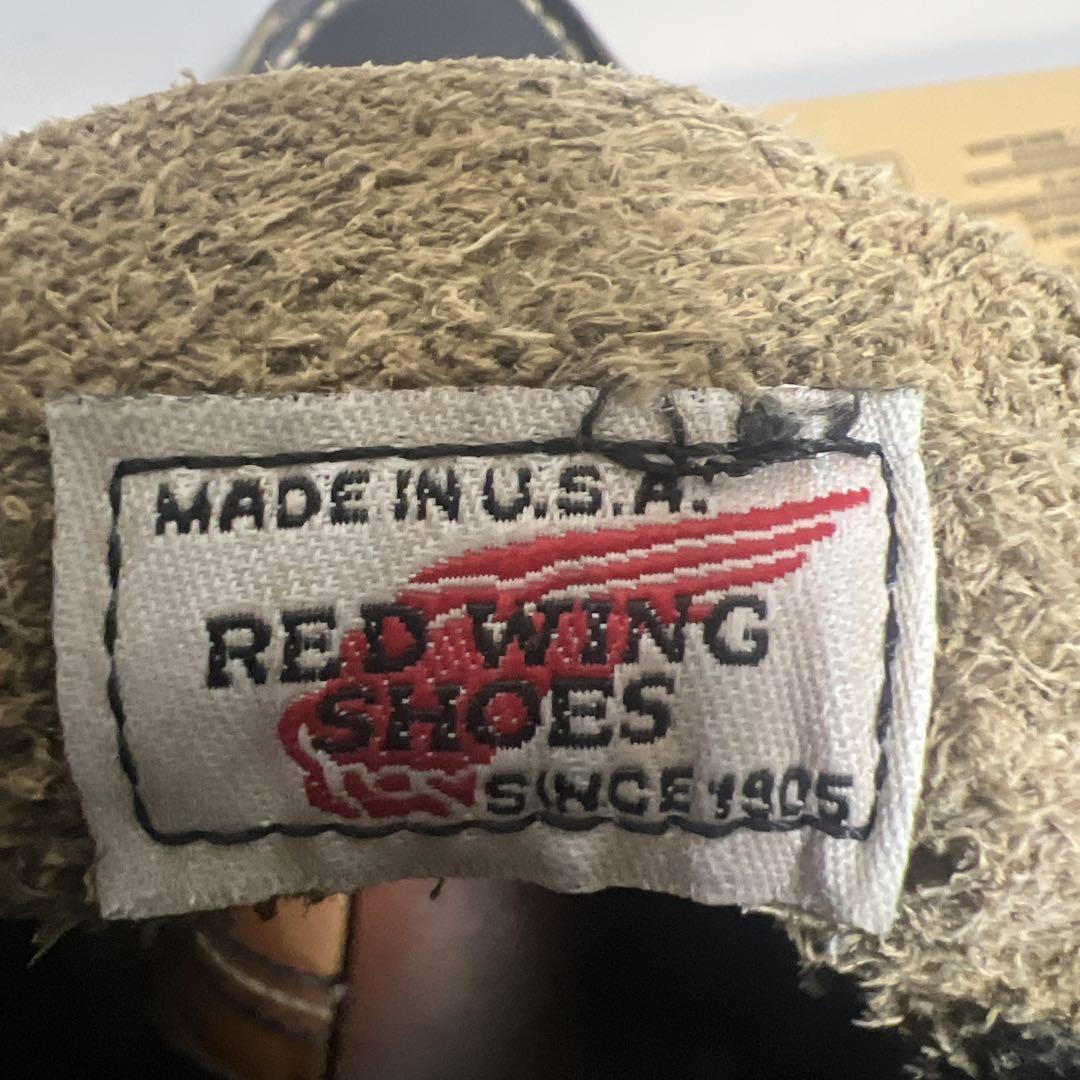 MADE IN U.S.A.
RED WING
SHOES
SINCE 1905